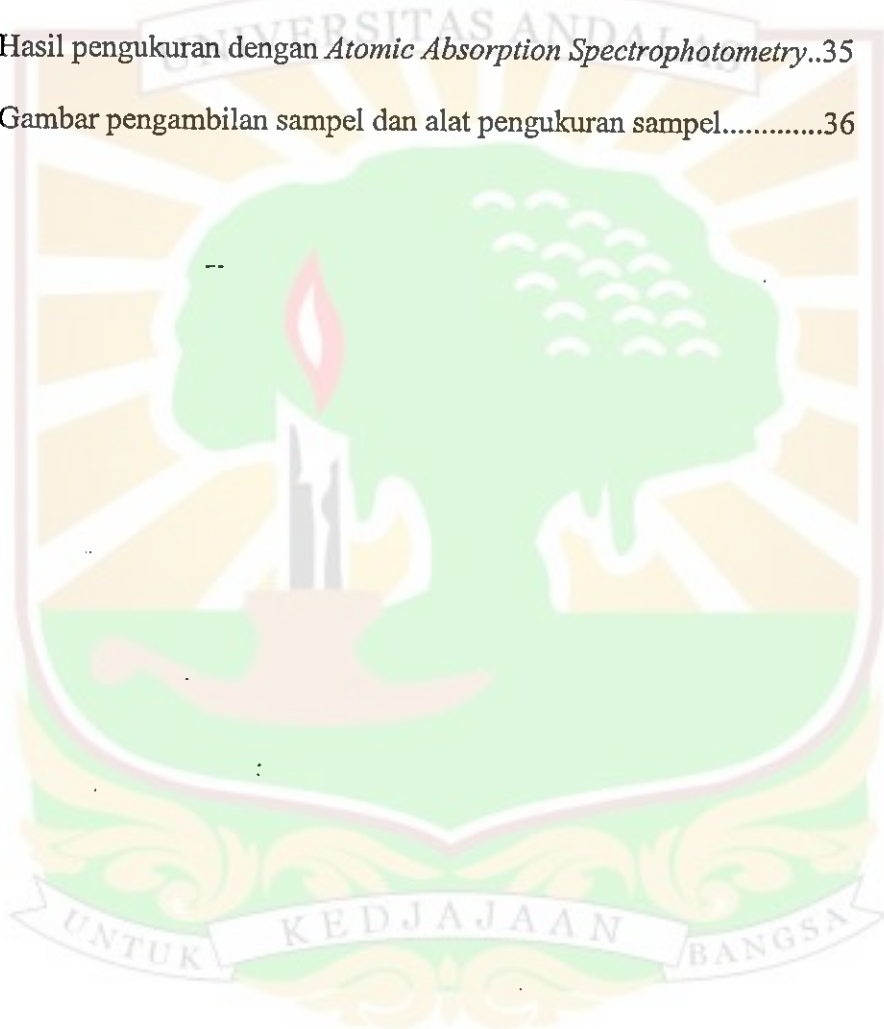 UNIVERSITAS ANDALAS
Hasil pengukuran dengan Atomic Absorption Spectrophotometry..35
Gambar pengambilan sampel dan alat pengukuran sampel.............36
UNTUK KEDJAJAAN BANGSA